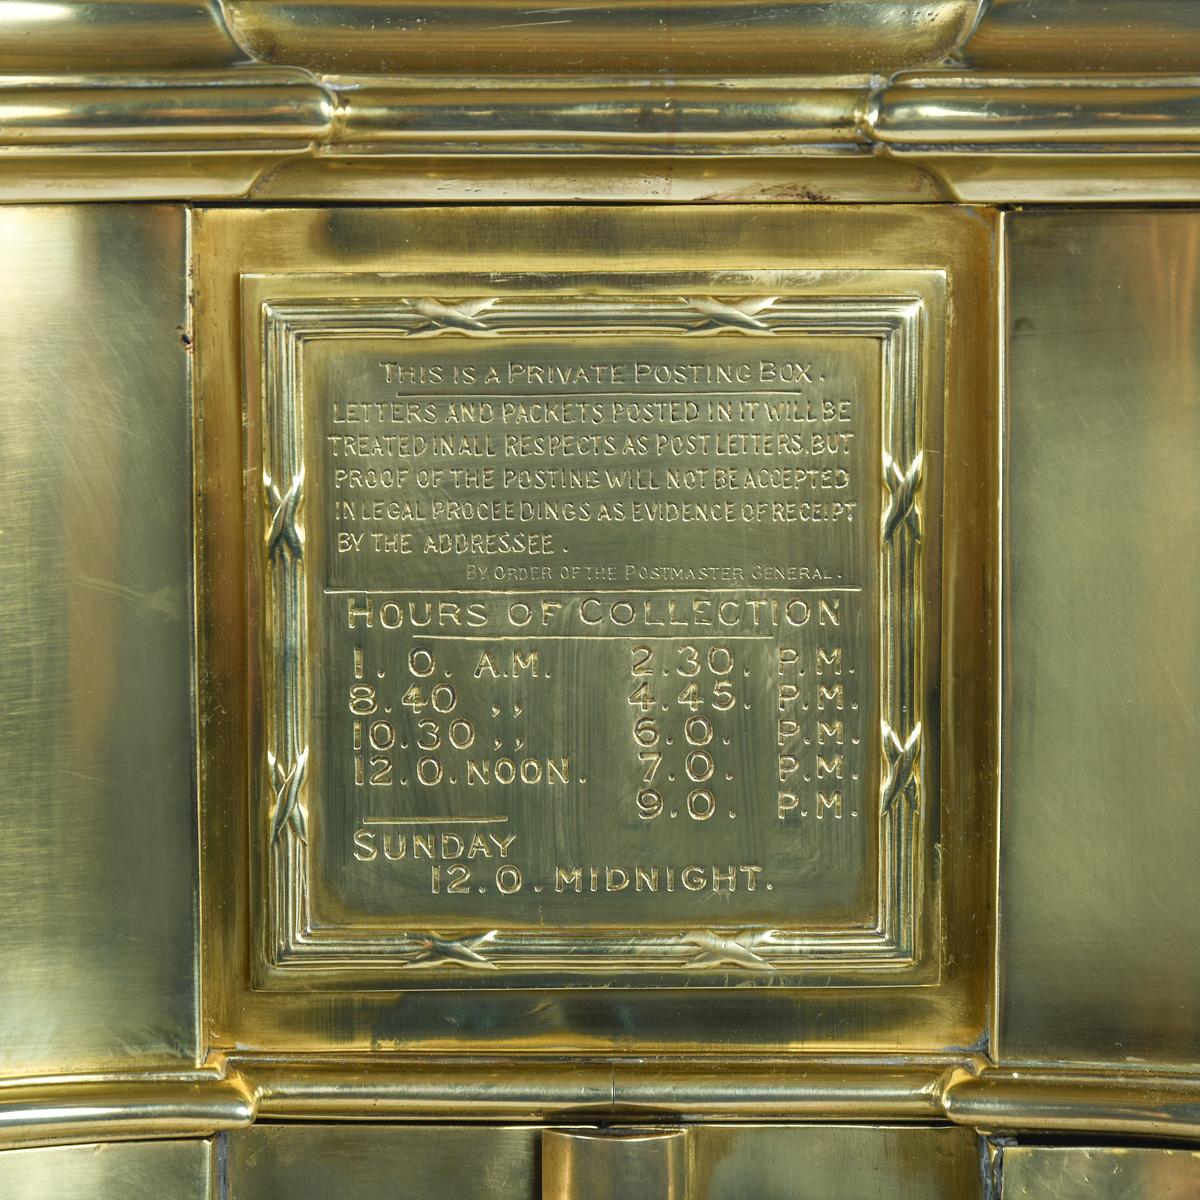 THIS IS A PRIVATE POSTING BOX.
LETTERS AND PACKETS POSTED IN IT WILL BE
TREATED IN ALL RESPECTS AS POST LETTERS, BUT
PROOF OF THE POSTING WILL NOT BE ACCEPTED
IN LEGAL PROCEEDINGS AS EVIDENCE OF RECEIPT
BY THE ADDRESSEE.
BY ORDER OF THE POSTMASTER GENERAL.
HOURS OF COLLECTION
1. 0. A.M. 2.30. P.M.
8.40 ,, 4.45. P.M.
10.30 ,, 6.0. P.M.
12.0. NOON. 7.0. P.M.
9.0. P.M.
SUNDAY
12.0. MIDNIGHT.